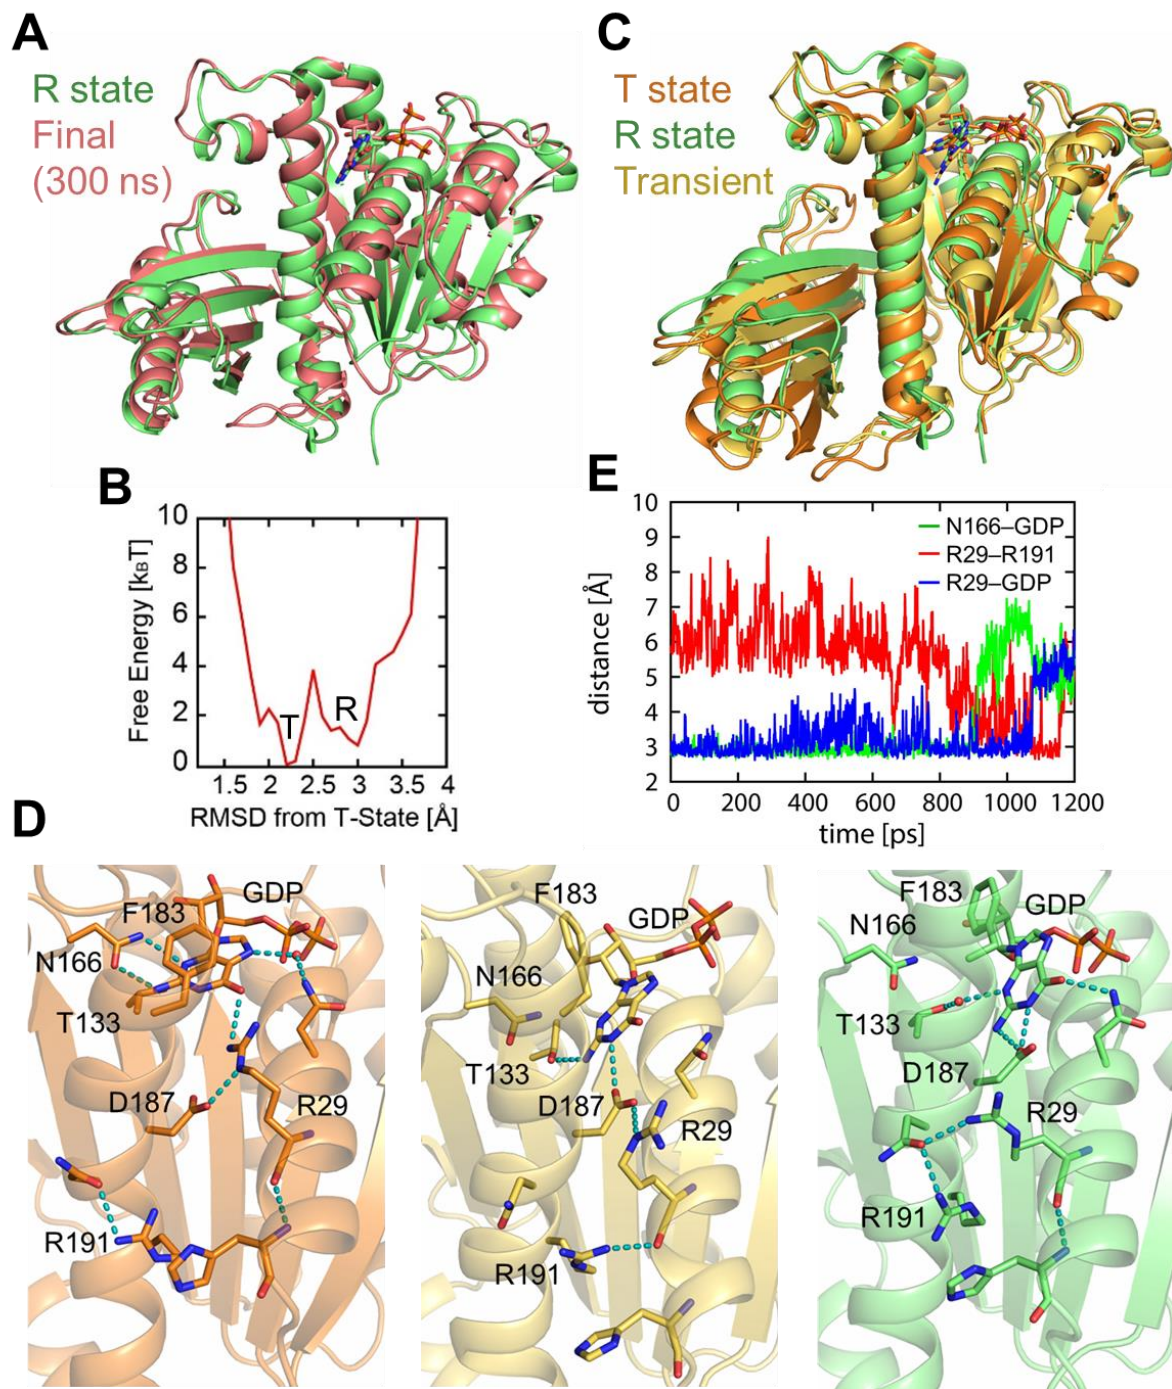 A
R state
Final
(300 ns)
C
T state
R state
Transient
B
10
8
6
4
2
0
Free Energy [kBT]
T
R
1.5
2
2.5
3
3.5
4
RMSD from T-State [Å]
E
10
9
8
7
6
5
4
3
2
distance [Å]
N166–GDP
R29–R191
R29–GDP
0
200
400
600
800
1000
1200
time [ps]
D
GDP
F183
N166
T133
D187
R29
R191
F183
GDP
N166
T133
D187
R29
R191
F183
GDP
N166
T133
D187
R29
R191